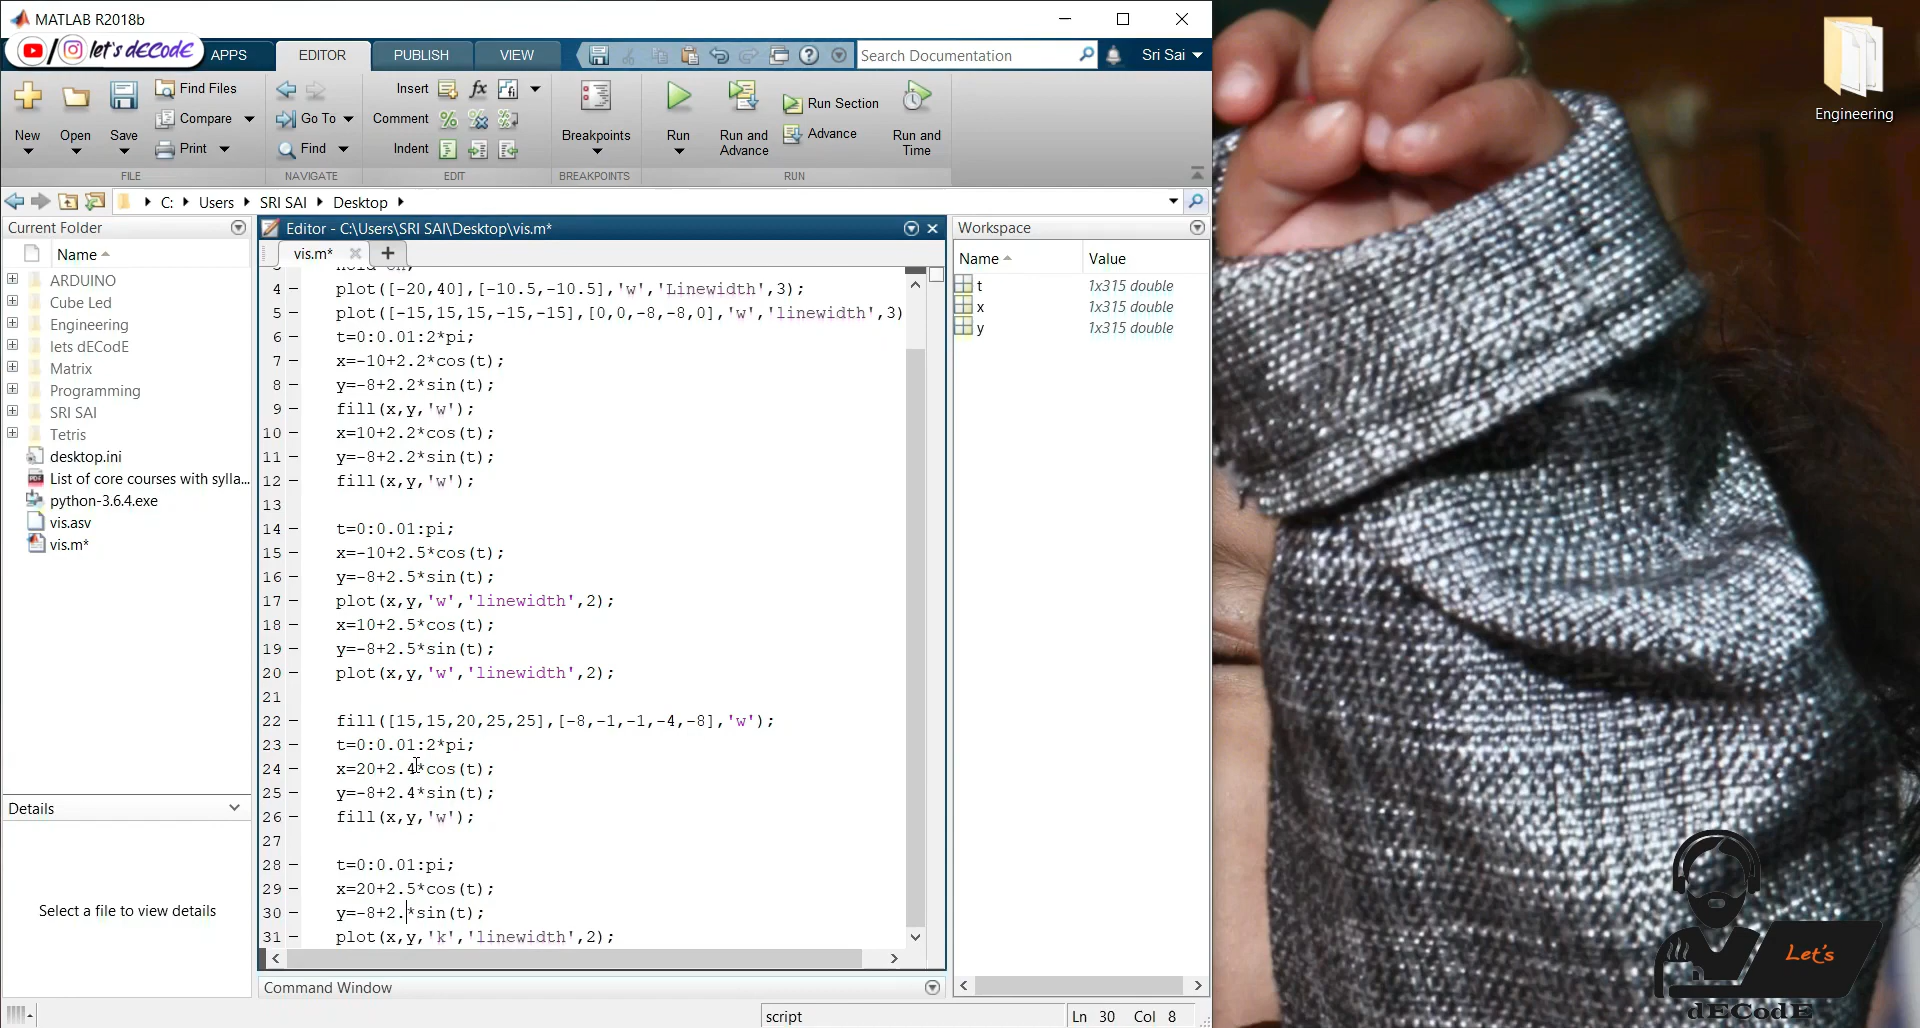 MATLAB R2018b
let's dECodE
APPS
EDITOR
PUBLISH
VIEW
Search Documentation
Sri Sai
New
Open
Save
Find Files
Compare
Print
FILE
Go To
Find
NAVIGATE
Insert
fx
Comment
Indent
EDIT
Breakpoints
BREAKPOINTS
Run
Run and
Advance
Run Section
Advance
Run and
Time
RUN
C: Users SRI SAI Desktop
Current Folder
Name
ARDUINO
Cube Led
Engineering
lets dECodE
Matrix
Programming
SRI SAI
Tetris
desktop.ini
List of core courses with sylla...
python-3.6.4.exe
vis.asv
vis.m*
Details
Select a file to view details
Editor - C:\Users\SRI SAI\Desktop\vis.m*
vis.m*
4 plot([-20,40],[-10.5,-10.5],'w','Linewidth',3);
5 plot([-15,15,15,-15,-15],[0,0,-8,-8,0],'w','linewidth',3)
6 t=0:0.01:2*pi;
7 x=-10+2.2*cos(t);
8 y=-8+2.2*sin(t);
9 fill(x,y,'w');
10 x=10+2.2*cos(t);
11 y=-8+2.2*sin(t);
12 fill(x,y,'w');
13
14 t=0:0.01:pi;
15 x=-10+2.5*cos(t);
16 y=-8+2.5*sin(t);
17 plot(x,y,'w','linewidth',2);
18 x=10+2.5*cos(t);
19 y=-8+2.5*sin(t);
20 plot(x,y,'w','linewidth',2);
21
22 fill([15,15,20,25,25],[-8,-1,-1,-4,-8],'w');
23 t=0:0.01:2*pi;
24 x=20+2.4*cos(t);
25 y=-8+2.4*sin(t);
26 fill(x,y,'w');
27
28 t=0:0.01:pi;
29 x=20+2.5*cos(t);
30 y=-8+2.*sin(t);
31 plot(x,y,'k','linewidth',2);
Command Window
Workspace
Name Value
t 1x315 double
x 1x315 double
y 1x315 double
script
Ln 30 Col 8
Engineering
Let's
dECodE